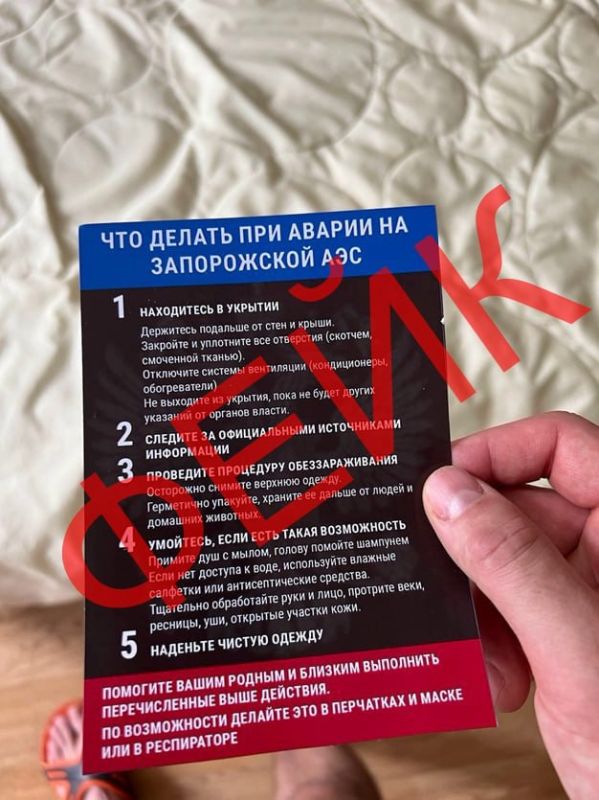 ЧТО ДЕЛАТЬ ПРИ АВАРИИ НА
ЗАПОРОЖСКОЙ АЭС
1 НАХОДИТЕСЬ В УКРЫТИИ
Держитесь подальше от стен и крыши.
Закройте и уплотните все отверстия (скотчем,
смоченной тканью).
Отключите системы вентиляции (кондиционеры,
обогреватели)
Не выходите из укрытия, пока не будет других
указаний от органов власти.
2 СЛЕДИТЕ ЗА ОФИЦИАЛЬНЫМИ ИСТОЧНИКАМИ
ИНФОРМАЦИИ
3 ПРОВЕДИТЕ ПРОЦЕДУРУ ОБЕЗЗАРАЖИВАНИЯ
Осторожно снимите верхнюю одежду.
Герметично упакуйте, храните ее дальше от людей и
домашних животных.
4 УМОЙТЕСЬ, ЕСЛИ ЕСТЬ ТАКАЯ ВОЗМОЖНОСТЬ
Примите душ с мылом, голову помойте шампунем
Если нет доступа к воде, используйте влажные
салфетки или антисептические средства.
Тщательно обработайте руки и лицо, протрите веки,
ресницы, уши, открытые участки кожи.
5 НАДЕНЬТЕ ЧИСТУЮ ОДЕЖДУ
ПОМОГИТЕ ВАШИМ РОДНЫМ И БЛИЗКИМ ВЫПОЛНИТЬ
ПЕРЕЧИСЛЕННЫЕ ВЫШЕ ДЕЙСТВИЯ.
ПО ВОЗМОЖНОСТИ ДЕЛАЙТЕ ЭТО В ПЕРЧАТКАХ И МАСКЕ
ИЛИ В РЕСПИРАТОРЕ
ФЕЙК